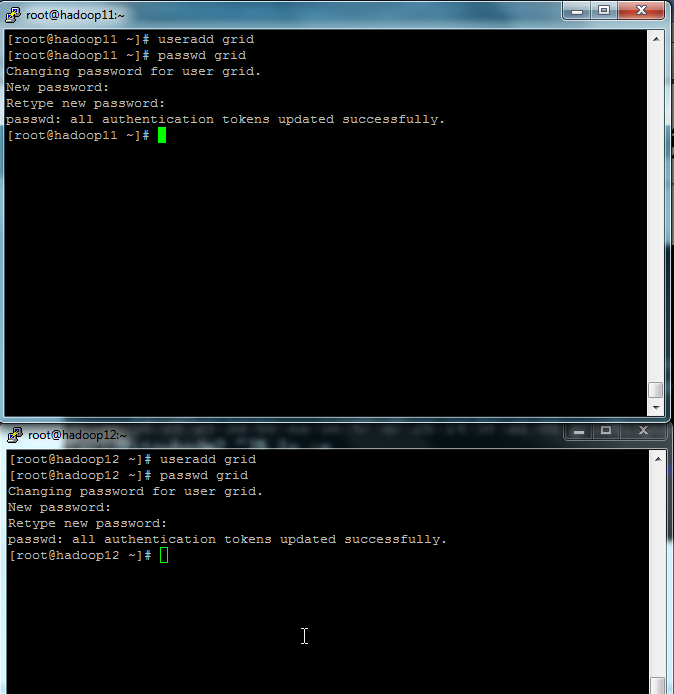 root@hadoop11:~
[root@hadoop11 ~]# useradd grid
[root@hadoop11 ~]# passwd grid
Changing password for user grid.
New password:
Retype new password:
passwd: all authentication tokens updated successfully.
[root@hadoop11 ~]#
root@hadoop12:~
[root@hadoop12 ~]# useradd grid
[root@hadoop12 ~]# passwd grid
Changing password for user grid.
New password:
Retype new password:
passwd: all authentication tokens updated successfully.
[root@hadoop12 ~]#